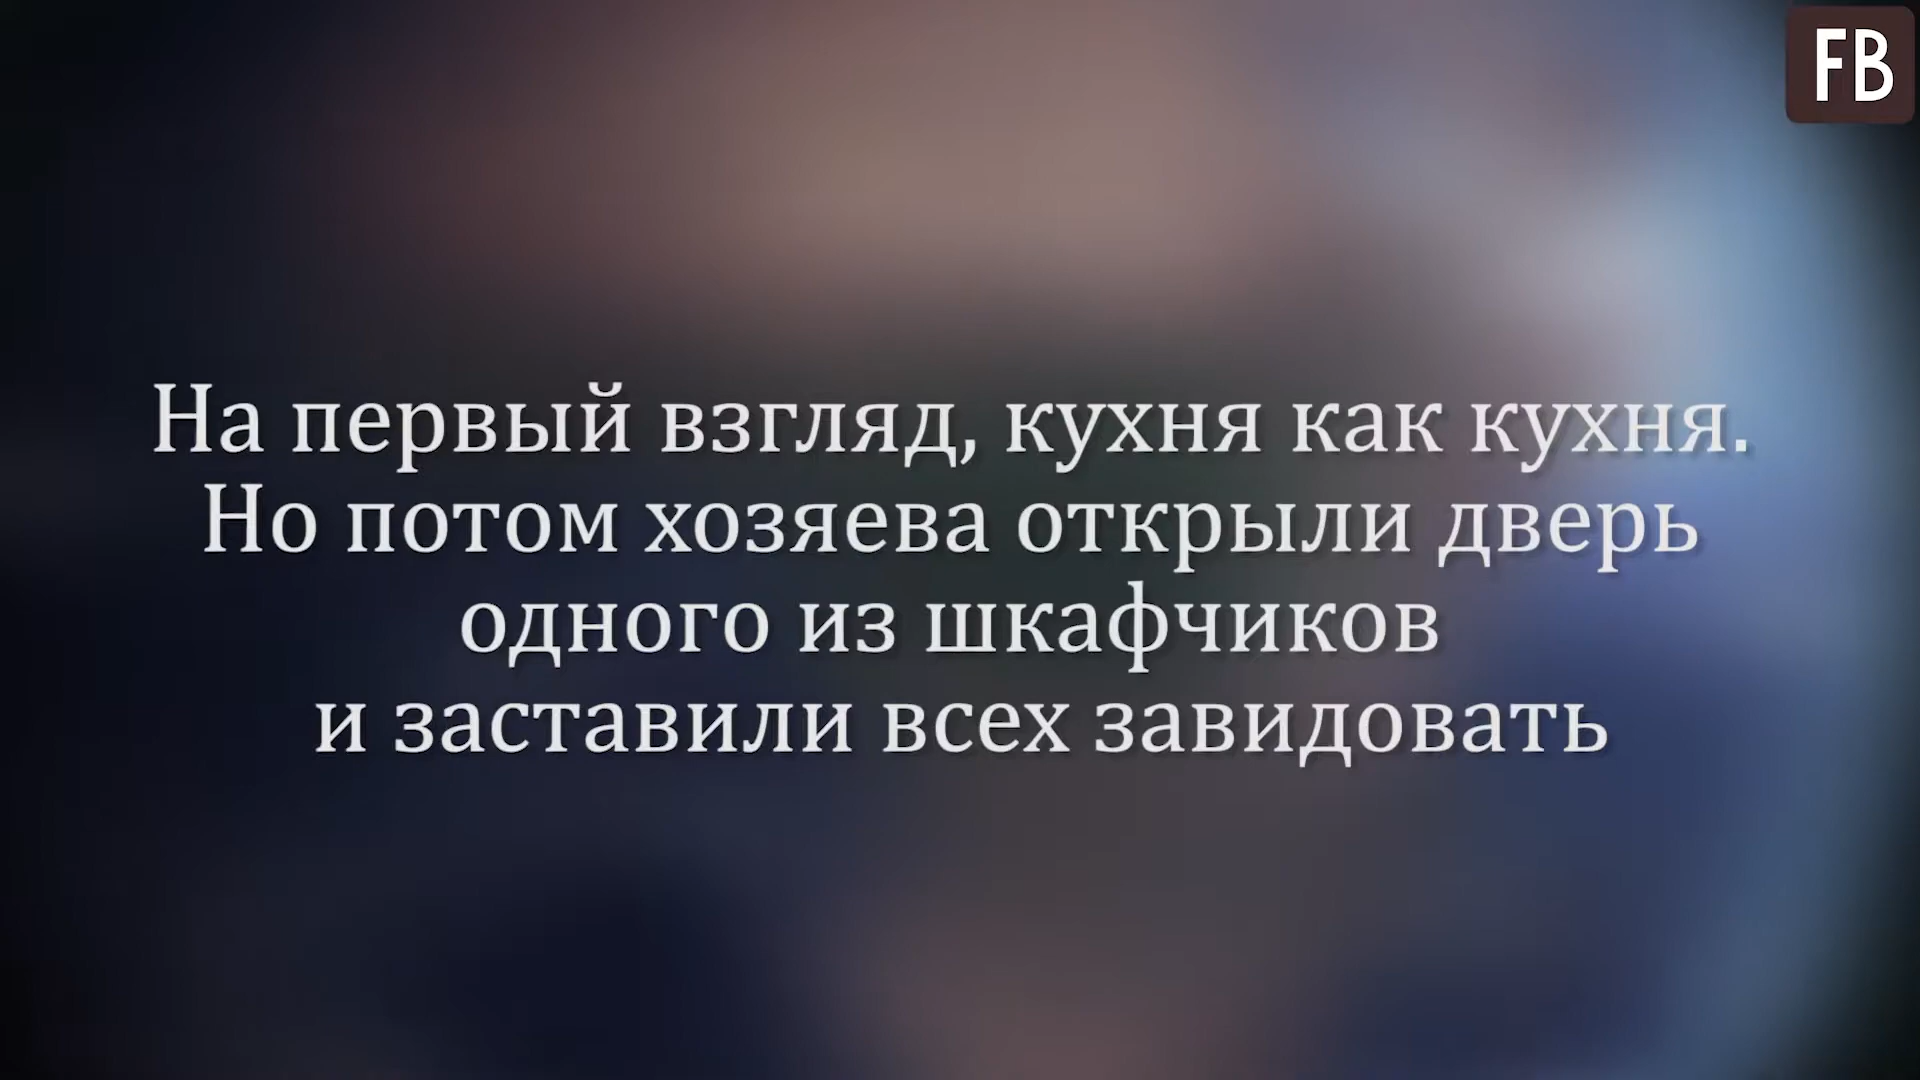 FB
На первый взгляд, кухня как кухня.
Но потом хозяева открыли дверь
одного из шкафчиков
и заставили всех завидовать